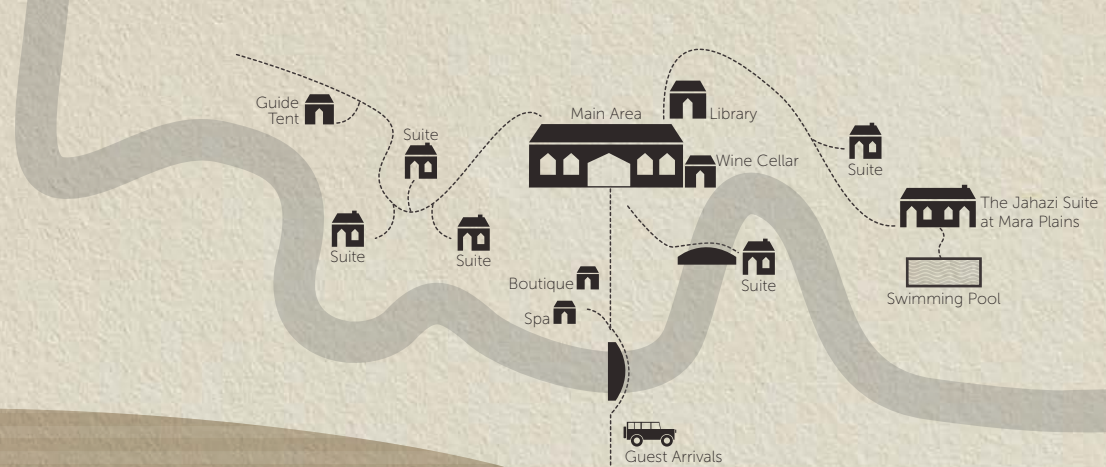 Guide
Tent
Suite
Suite
Suite
Main Area
Library
Wine Cellar
Suite
The Jahazi Suite
at Mara Plains
Swimming Pool
Suite
Boutique
Spa
Guest Arrivals